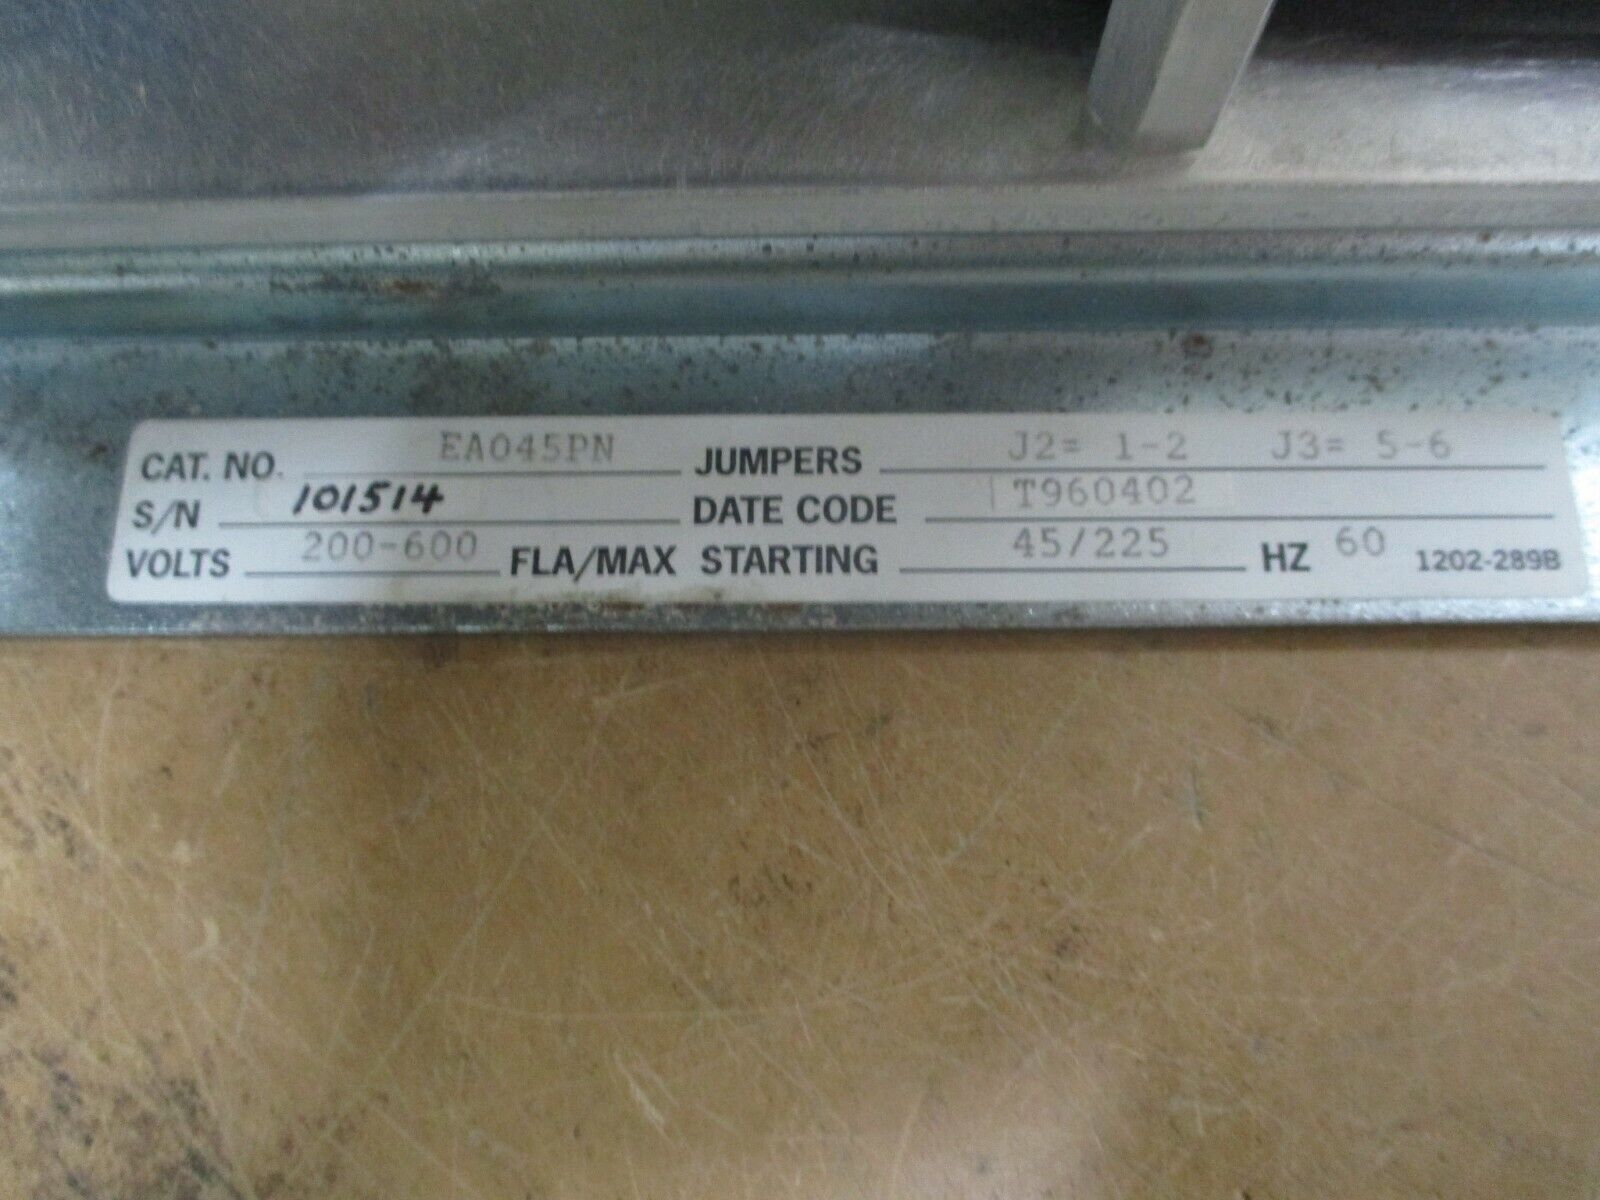 CAT. NO. EA045PN JUMPERS J2= 1-2 J3= 5-6
S/N 101514 DATE CODE T960402
VOLTS 200-600 FLA/MAX STARTING 45/225 HZ 60 1202-289B